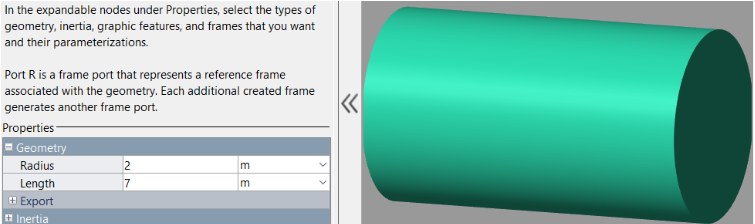 In the expandable nodes under Properties, select the types of
geometry, inertia, graphic features, and frames that you want
and their parameterizations.
Port R is a frame port that represents a reference frame
associated with the geometry. Each additional created frame
generates another frame port.
Properties
Geometry
Radius 2 m
Length 7 m
Export
Inertia